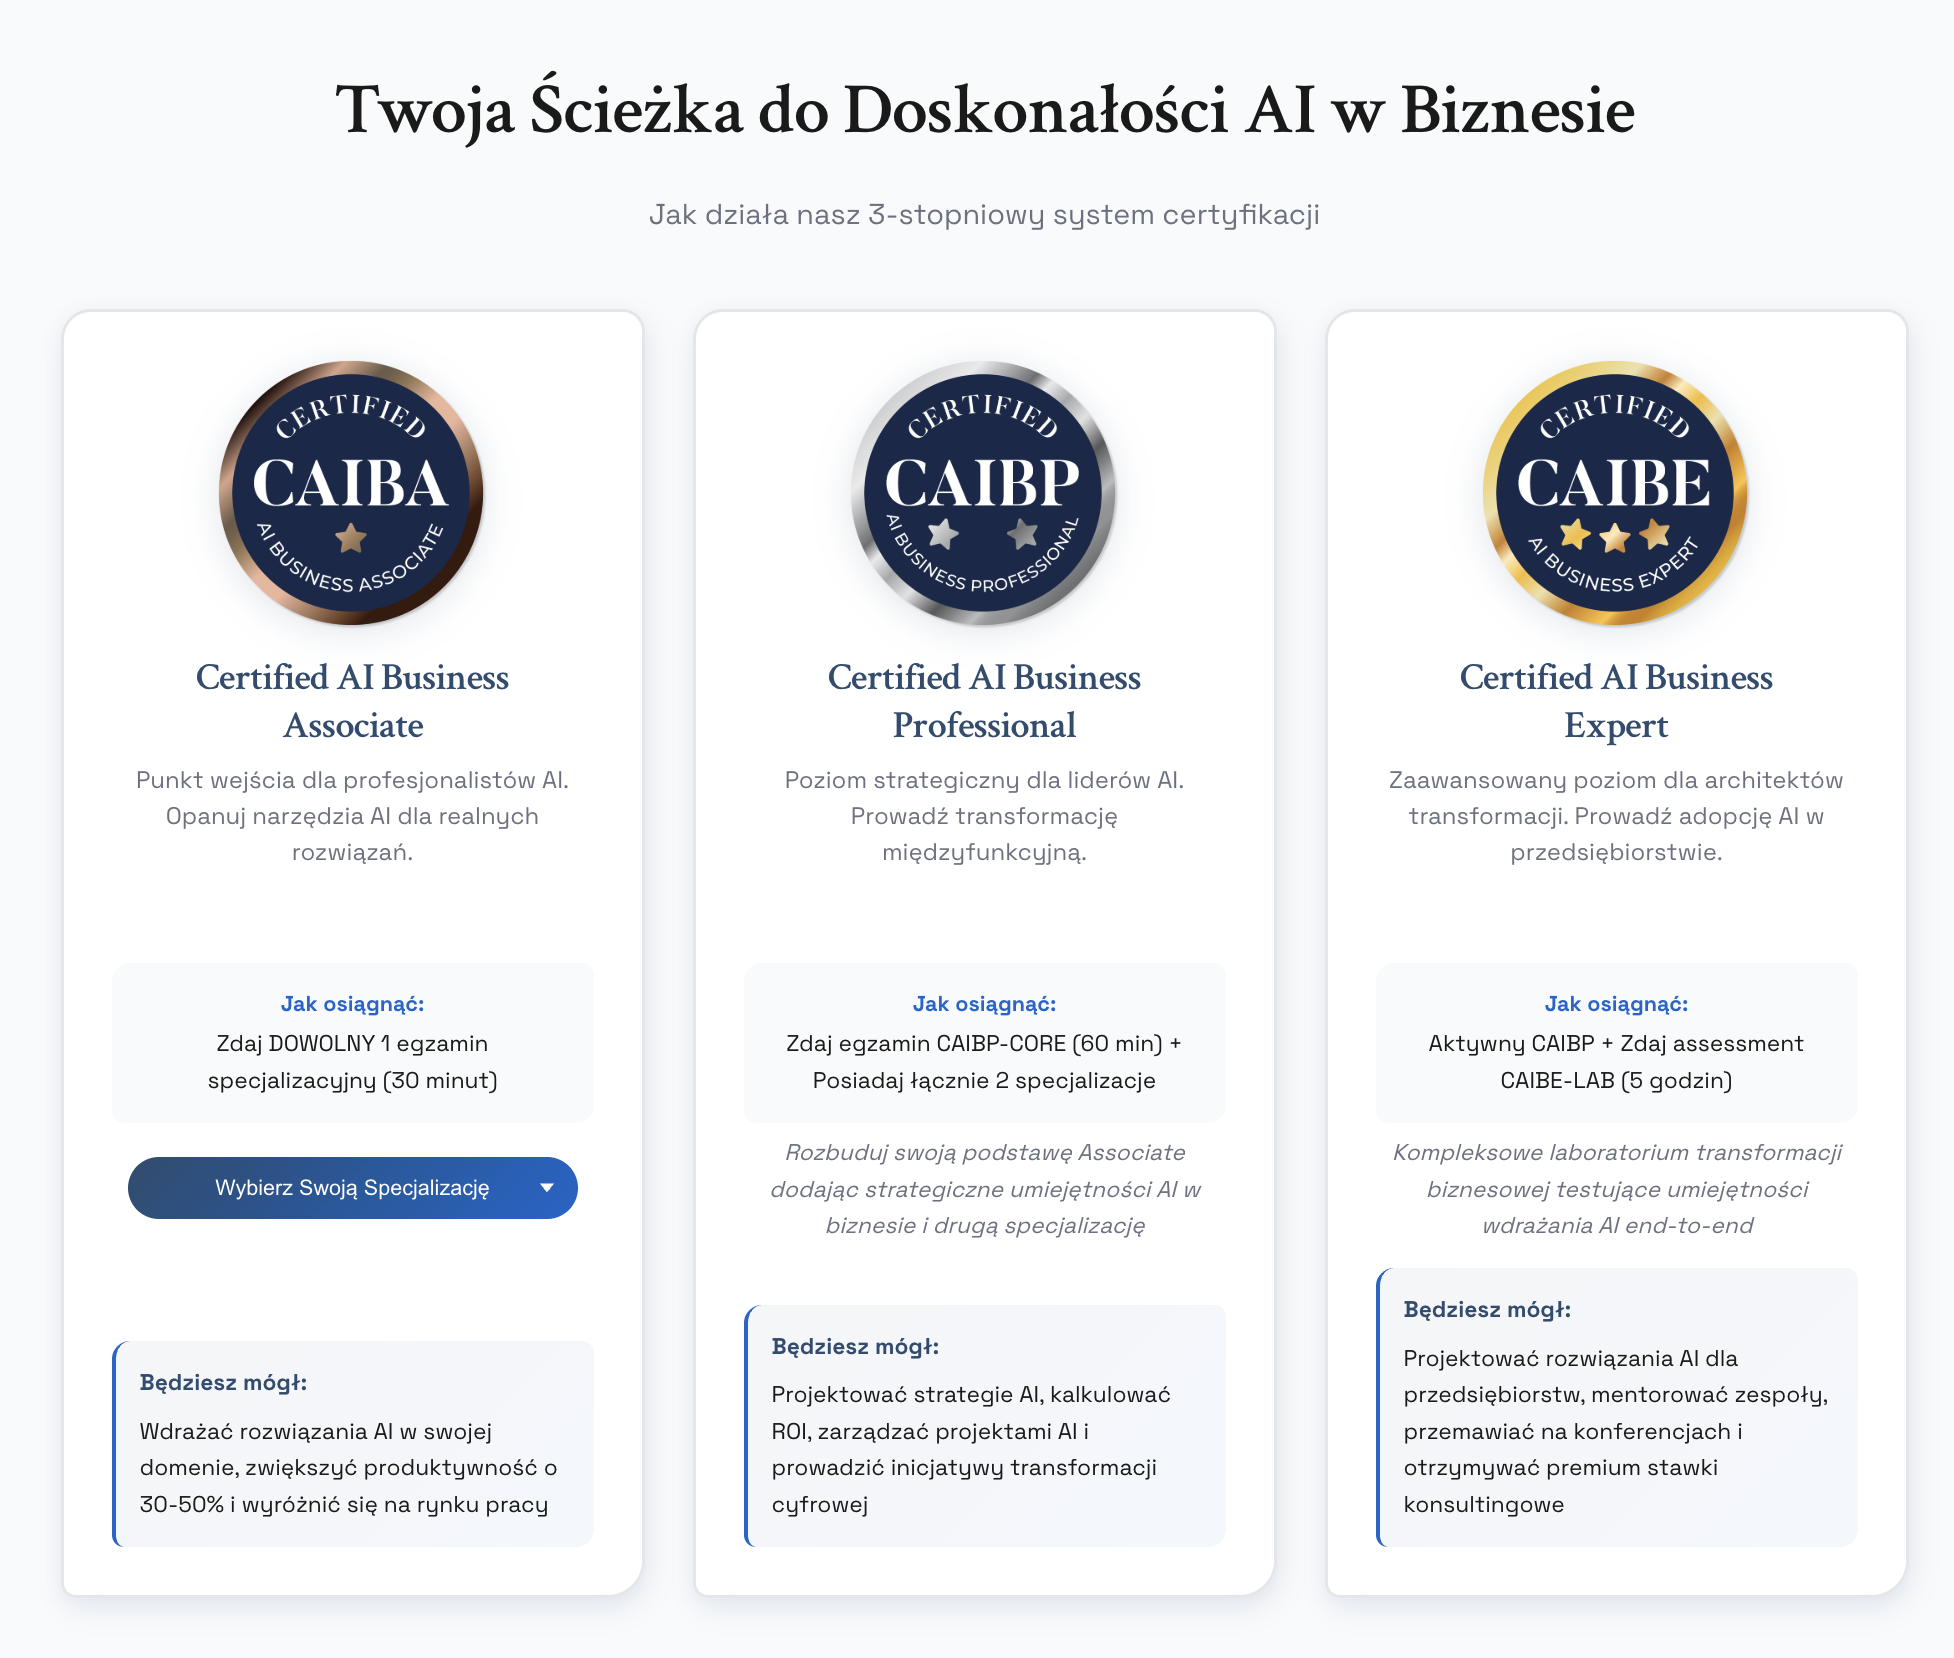 Twoja Ścieżka do Doskonałości AI w Biznesie
Jak działa nasz 3-stopniowy system certyfikacji
CERTIFIED
CAIBA
AI BUSINESS ASSOCIATE
Certified AI Business
Associate
Punkt wejścia dla profesjonalistów AI.
Opanuj narzędzia AI dla realnych
rozwiązań.
Jak osiągnąć:
Zdaj DOWOLNY 1 egzamin
specjalizacyjny (30 minut)
Wybierz Swoją Specjalizację
Będziesz mógł:
Wdrażać rozwiązania AI w swojej
domenie, zwiększyć produktywność o
30-50% i wyróżnić się na rynku pracy
CERTIFIED
CAIBP
AI BUSINESS PROFESSIONAL
Certified AI Business
Professional
Poziom strategiczny dla liderów AI.
Prowadź transformację
międzyfunkcyjną.
Jak osiągnąć:
Zdaj egzamin CAIBP-CORE (60 min) +
Posiadaj łącznie 2 specjalizacje
Rozbuduj swoją podstawę Associate
dodając strategiczne umiejętności AI w
biznesie i drugą specjalizację
Będziesz mógł:
Projektować strategie AI, kalkulować
ROI, zarządzać projektami AI i
prowadzić inicjatywy transformacji
cyfrowej
CERTIFIED
CAIBE
AI BUSINESS EXPERT
Certified AI Business
Expert
Zaawansowany poziom dla architektów
transformacji. Prowadź adopcję AI w
przedsiębiorstwie.
Jak osiągnąć:
Aktywny CAIBP + Zdaj assessment
CAIBE-LAB (5 godzin)
Kompleksowe laboratorium transformacji
biznesowej testujące umiejętności
wdrażania AI end-to-end
Będziesz mógł:
Projektować rozwiązania AI dla
przedsiębiorstw, mentorować zespoły,
przemawiać na konferencjach i
otrzymywać premium stawki
konsultingowe